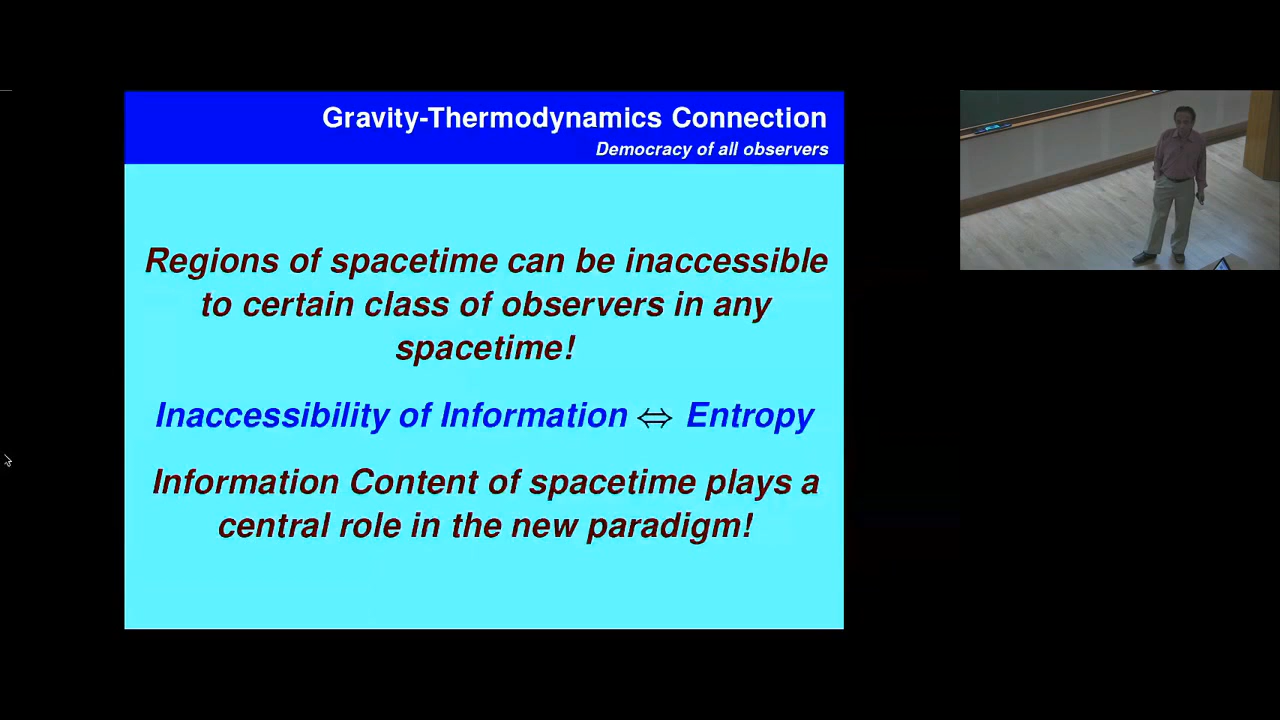 Gravity-Thermodynamics Connection
Democracy of all observers
Regions of spacetime can be inaccessible
to certain class of observers in any
spacetime!
Inaccessibility of Information ⇔ Entropy
Information Content of spacetime plays a
central role in the new paradigm!